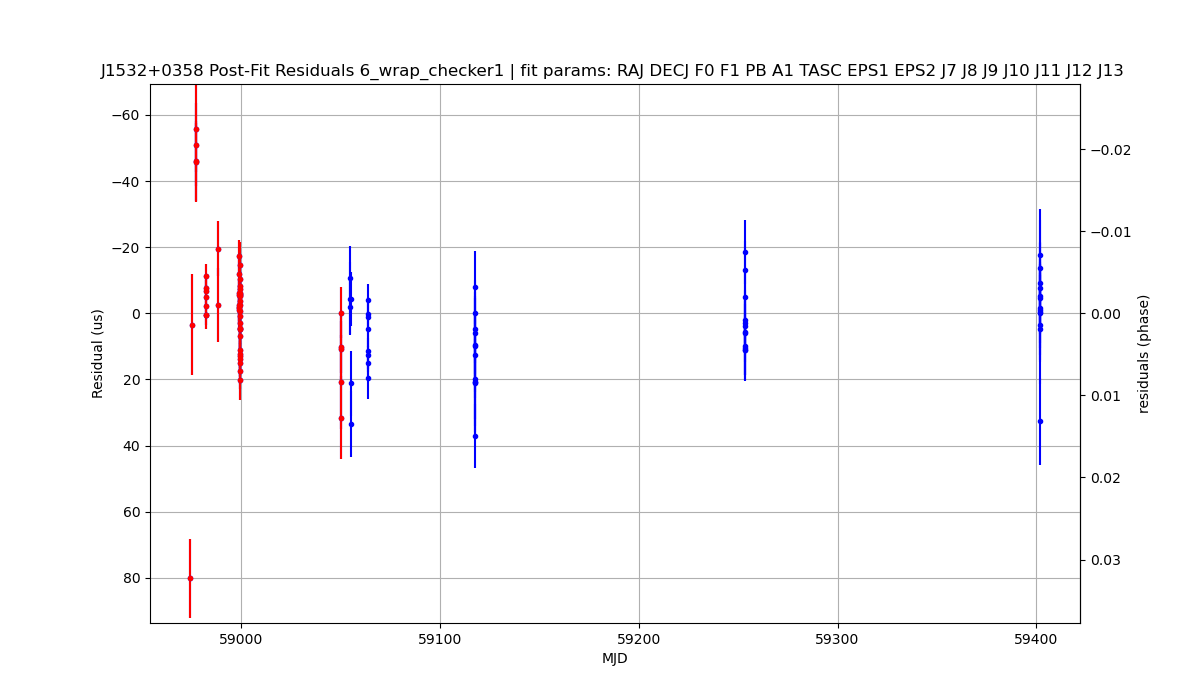 J1532+0358 Post-Fit Residuals 6_wrap_checker1 | fit params: RAJ DECJ F0 F1 PB A1 TASC EPS1 EPS2 J7 J8 J9 J10 J11 J12 J13
−60
−40
−20
0
20
40
60
80
Residual (us)
−0.02
−0.01
0.00
0.01
0.02
0.03
residuals (phase)
59000 59100 59200 59300 59400
MJD